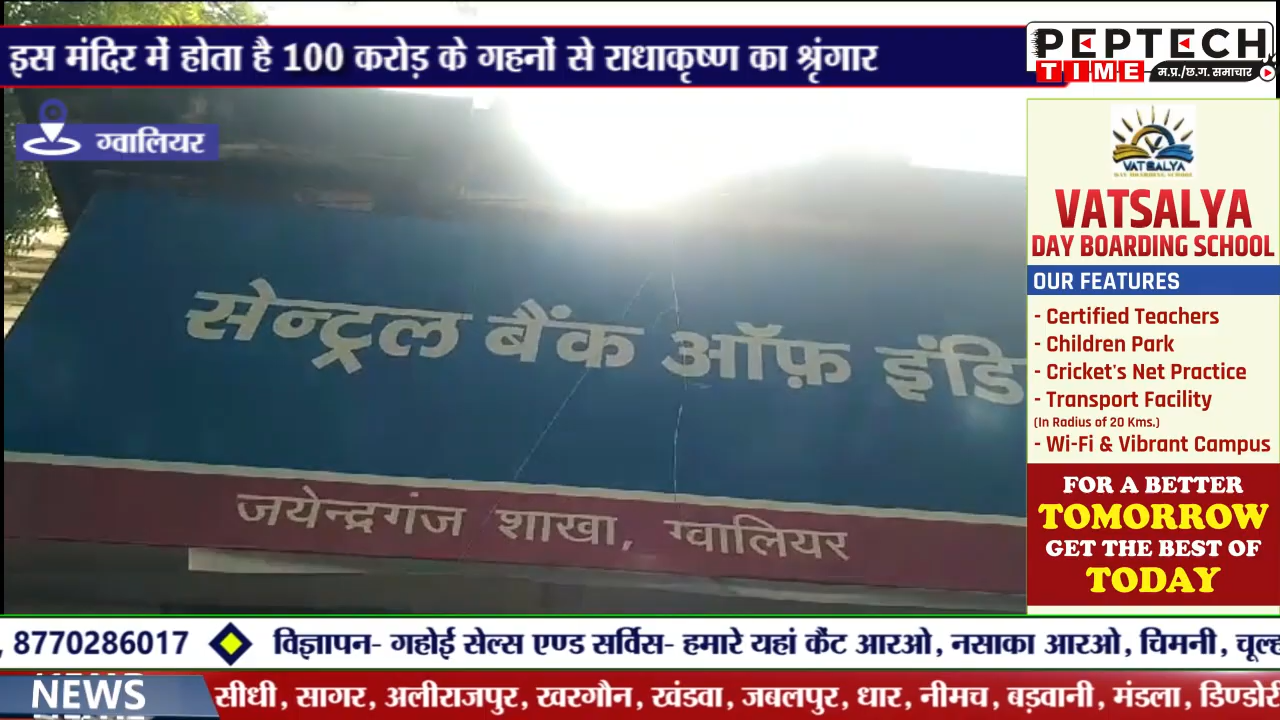 इस मंदिर में होता है 100 करोड़ के गहनों से राधाकृष्ण का श्रृंगार
PEPTECH
TIME म.प्र./छ.ग. समाचार
ग्वालियर
VATSALYA
VATSALYA
DAY BOARDING SCHOOL
OUR FEATURES
- Certified Teachers
- Children Park
- Cricket's Net Practice
- Transport Facility
(In Radius of 20 Kms.)
- Wi-Fi & Vibrant Campus
FOR A BETTER
TOMORROW
GET THE BEST OF
TODAY
सेन्ट्रल बैंक ऑफ़ इंडि
जयेन्द्रगंज शाखा, ग्वालियर
, 8770286017 विज्ञापन- गहोई सेल्स एण्ड सर्विस- हमारे यहां कैंट आरओ, नसाका आरओ, चिमनी, चूल्ह
NEWS सीधी, सागर, अलीराजपुर, खरगौन, खंडवा, जबलपुर, धार, नीमच, बड़वानी, मंडला, डिण्डोरी